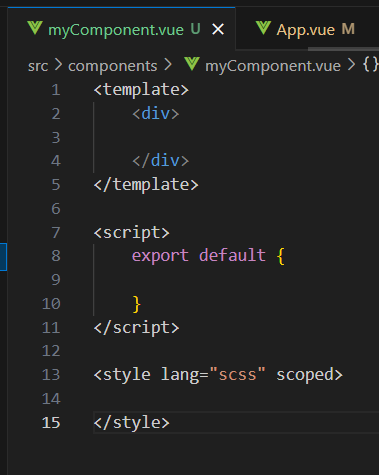 myComponent.vue U × App.vue M
src > components > myComponent.vue > {}
1 <template>
2     <div>
3
4     </div>
5 </template>
6
7 <script>
8     export default {
9
10     }
11 </script>
12
13 <style lang="scss" scoped>
14
15 </style>